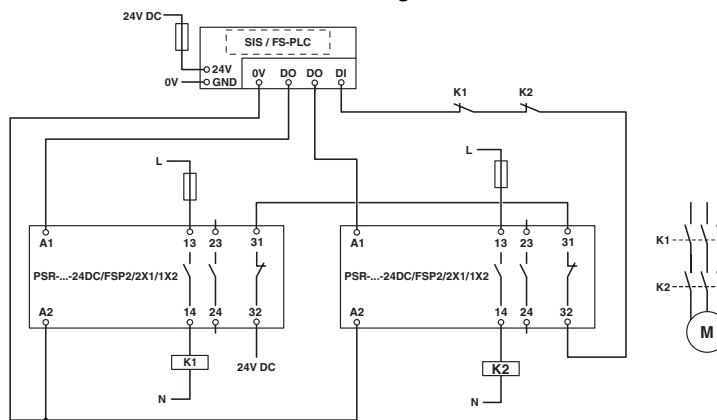 24V DC
SIS / FS-PLC
24V
0V GND
0V DO DO DI
K1 K2
L
L
A1 13 23 31
A1 13 23 31
PSR-...-24DC/FSP2/2X1/1X2
PSR-...-24DC/FSP2/2X1/1X2
A2 14 24 32
A2 14 24 32
K1
24V DC
K2
N
N
K1
K2
M